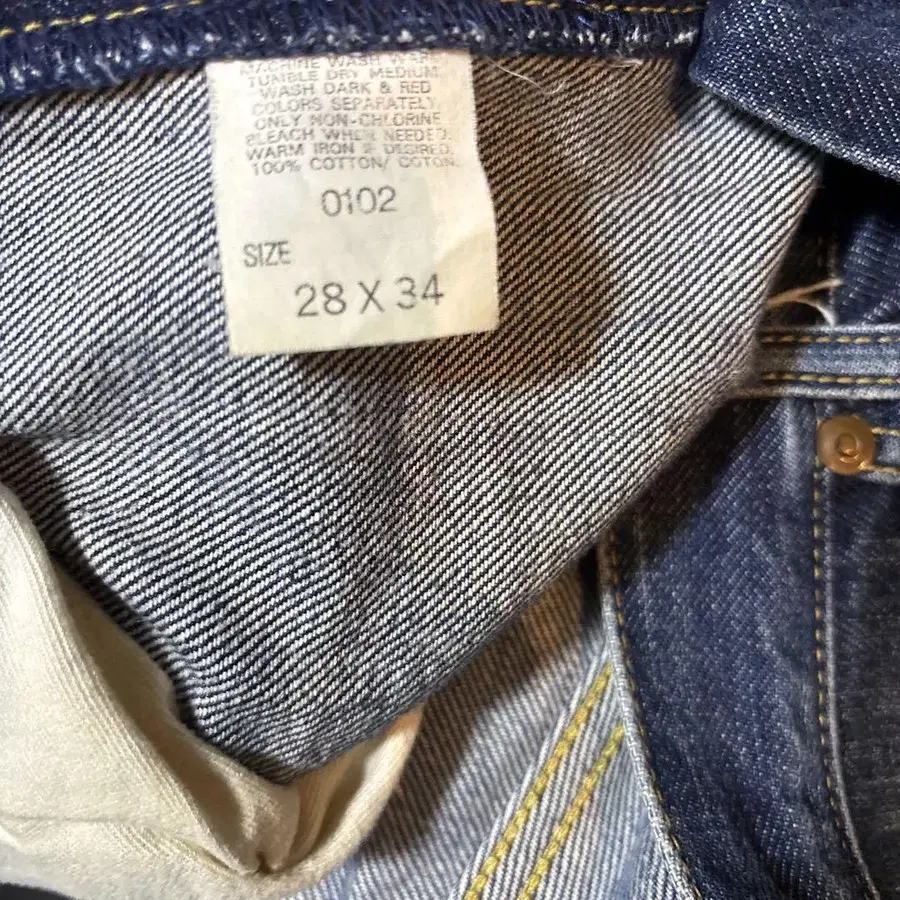 MACHINE WASH WARM
TUMBLE DRY MEDIUM
WASH DARK & RED
COLORS SEPARATELY
ONLY NON-CHLORINE
BLEACH WHEN NEEDED.
WARM IRON IF DESIRED.
100% COTTON/ COTON.
0102
SIZE
28 X 34